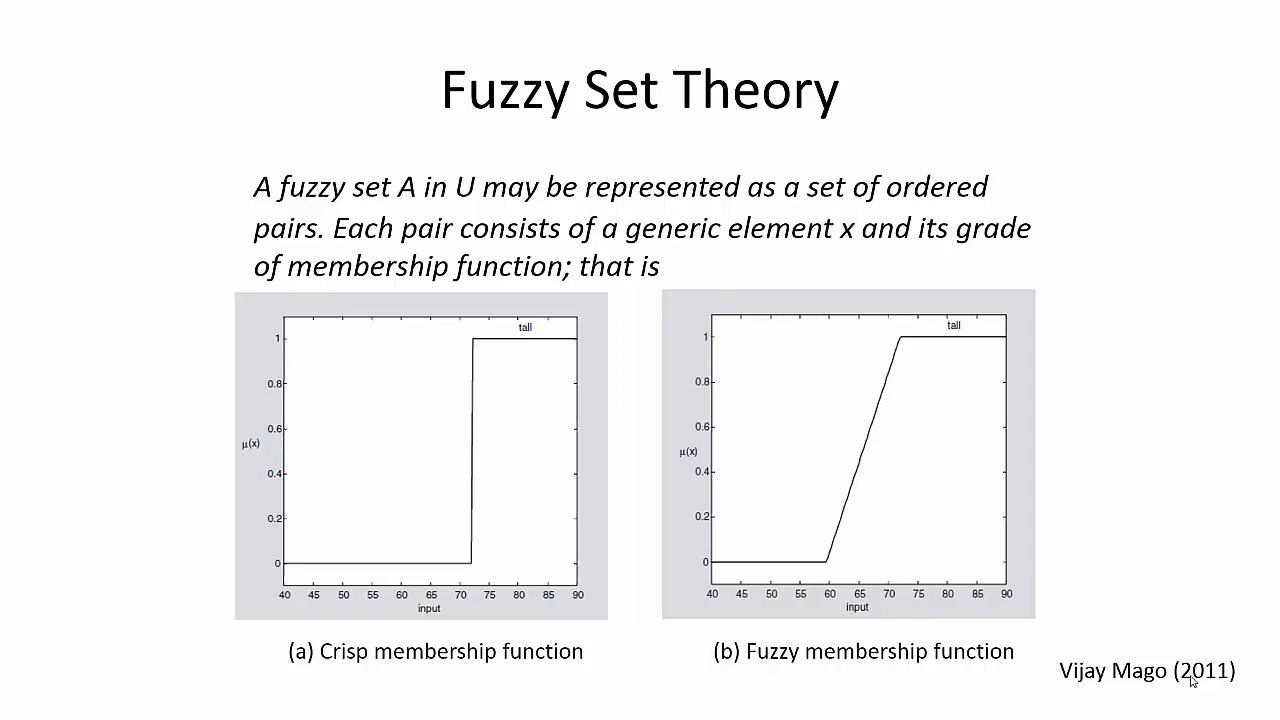 Fuzzy Set Theory
A fuzzy set A in U may be represented as a set of ordered
pairs. Each pair consists of a generic element x and its grade
of membership function; that is
tall
1
0.8
0.6
μ(x)
0.4
0.2
0
40 45 50 55 60 65 70 75 80 85 90
input
(a) Crisp membership function
tall
1
0.8
0.6
μ(x)
0.4
0.2
0
40 45 50 55 60 65 70 75 80 85 90
input
(b) Fuzzy membership function
Vijay Mago (2011)